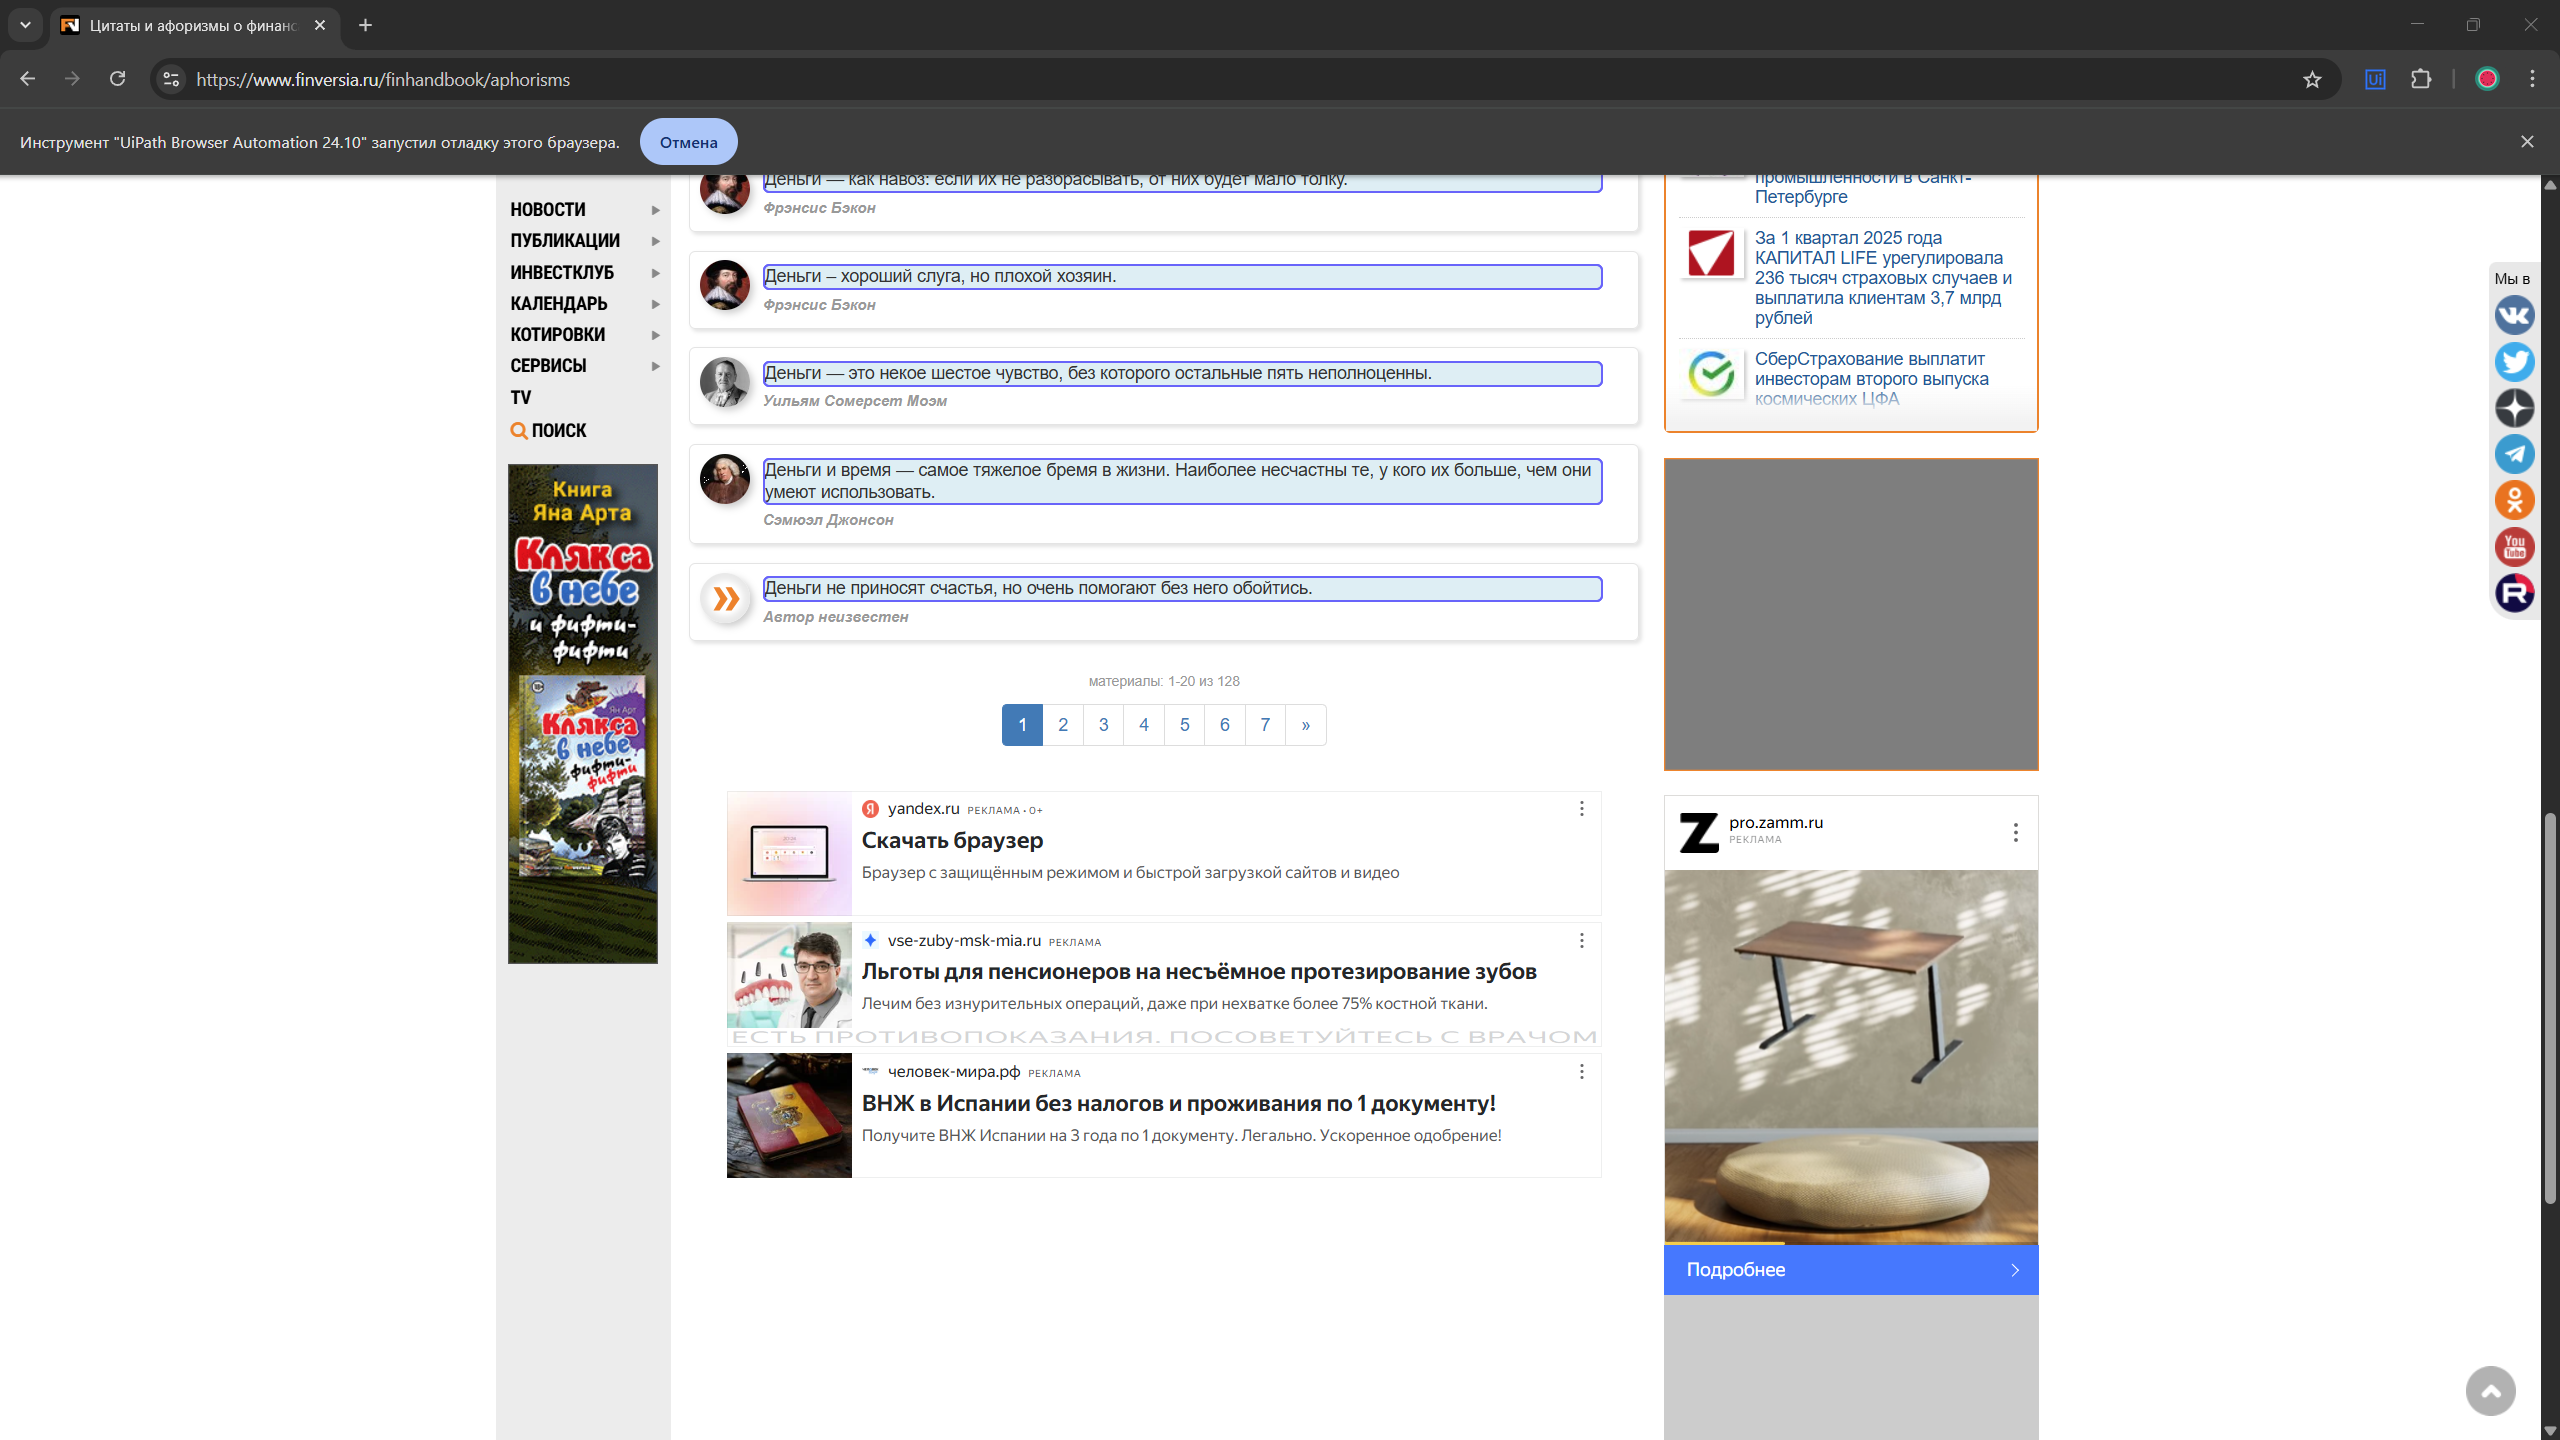 Цитаты и афоризмы о финанс
https://www.finversia.ru/finhandbook/aphorisms
Инструмент "UiPath Browser Automation 24.10" запустил отладку этого браузера.
Отмена
НОВОСТИ
ПУБЛИКАЦИИ
ИНВЕСТКЛУБ
КАЛЕНДАРЬ
КОТИРОВКИ
СЕРВИСЫ
TV
ПОИСК
Книга
Яна Арта
Клякса
в небе
и фифти-
фифти
Ян Арт
Клякса
в небе
фифти-
фифти
Деньги — как навоз: если их не разбрасывать, от них будет мало толку.
Фрэнсис Бэкон
Деньги – хороший слуга, но плохой хозяин.
Фрэнсис Бэкон
Деньги — это некое шестое чувство, без которого остальные пять неполноценны.
Уильям Сомерсет Моэм
Деньги и время — самое тяжелое бремя в жизни. Наиболее несчастны те, у кого их больше, чем они
умеют использовать.
Сэмюэл Джонсон
Деньги не приносят счастья, но очень помогают без него обойтись.
Автор неизвестен
материалы: 1-20 из 128
1 2 3 4 5 6 7 »
yandex.ru РЕКЛАМА • 0+
Скачать браузер
Браузер с защищённым режимом и быстрой загрузкой сайтов и видео
vse-zuby-msk-mia.ru РЕКЛАМА
Льготы для пенсионеров на несъёмное протезирование зубов
Лечим без изнурительных операций, даже при нехватке более 75% костной ткани.
ЕСТЬ ПРОТИВОПОКАЗАНИЯ. ПОСОВЕТУЙТЕСЬ С ВРАЧОМ
человек-мира.рф РЕКЛАМА
ВНЖ в Испании без налогов и проживания по 1 документу!
Получите ВНЖ Испании на 3 года по 1 документу. Легально. Ускоренное одобрение!
промышленности в Санкт-
Петербурге
За 1 квартал 2025 года
КАПИТАЛ LIFE урегулировала
236 тысяч страховых случаев и
выплатила клиентам 3,7 млрд
рублей
СберСтрахование выплатит
инвесторам второго выпуска
космических ЦФА
pro.zamm.ru
РЕКЛАМА
Подробнее
Мы в
You
Tube